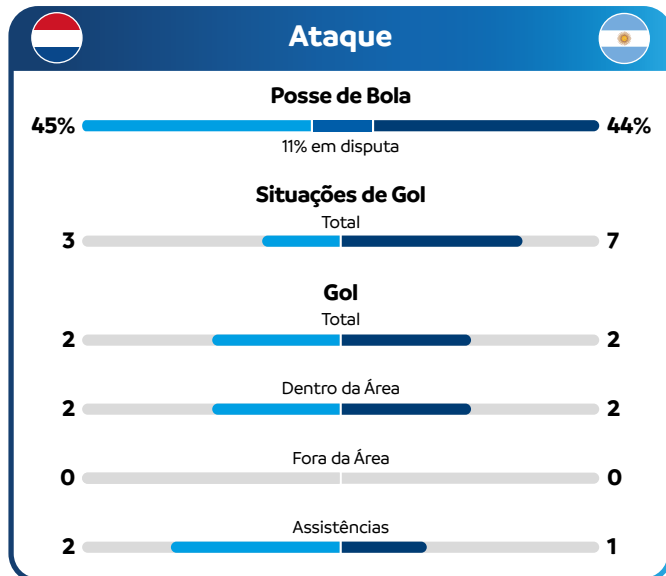 Ataque
Posse de Bola
45% 44%
11% em disputa
Situações de Gol
Total
3 7
Gol
Total
2 2
Dentro da Área
2 2
Fora da Área
0 0
Assistências
2 1